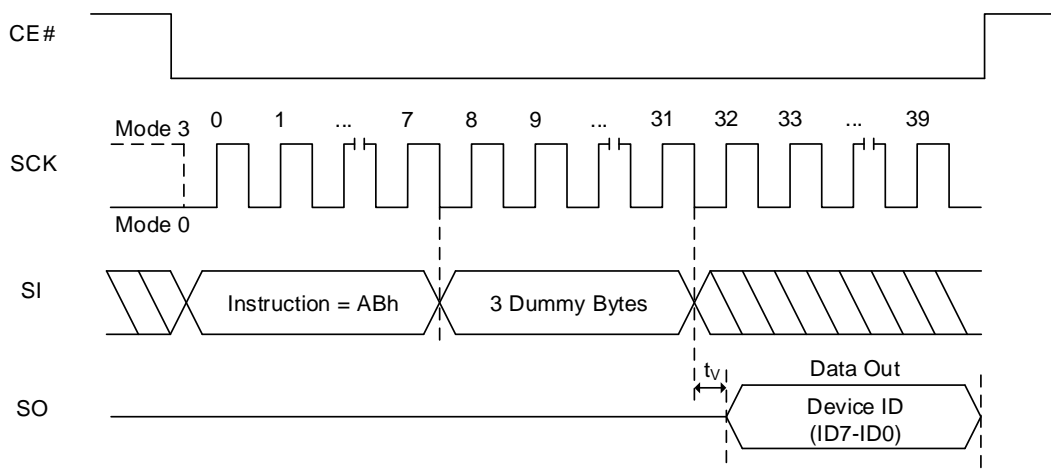 CE#
0 1 ... 7 8 9 ... 31 32 33 ... 39
Mode 3
SCK
Mode 0
SI
Instruction = ABh
3 Dummy Bytes
tV
Data Out
SO
Device ID
(ID7-ID0)